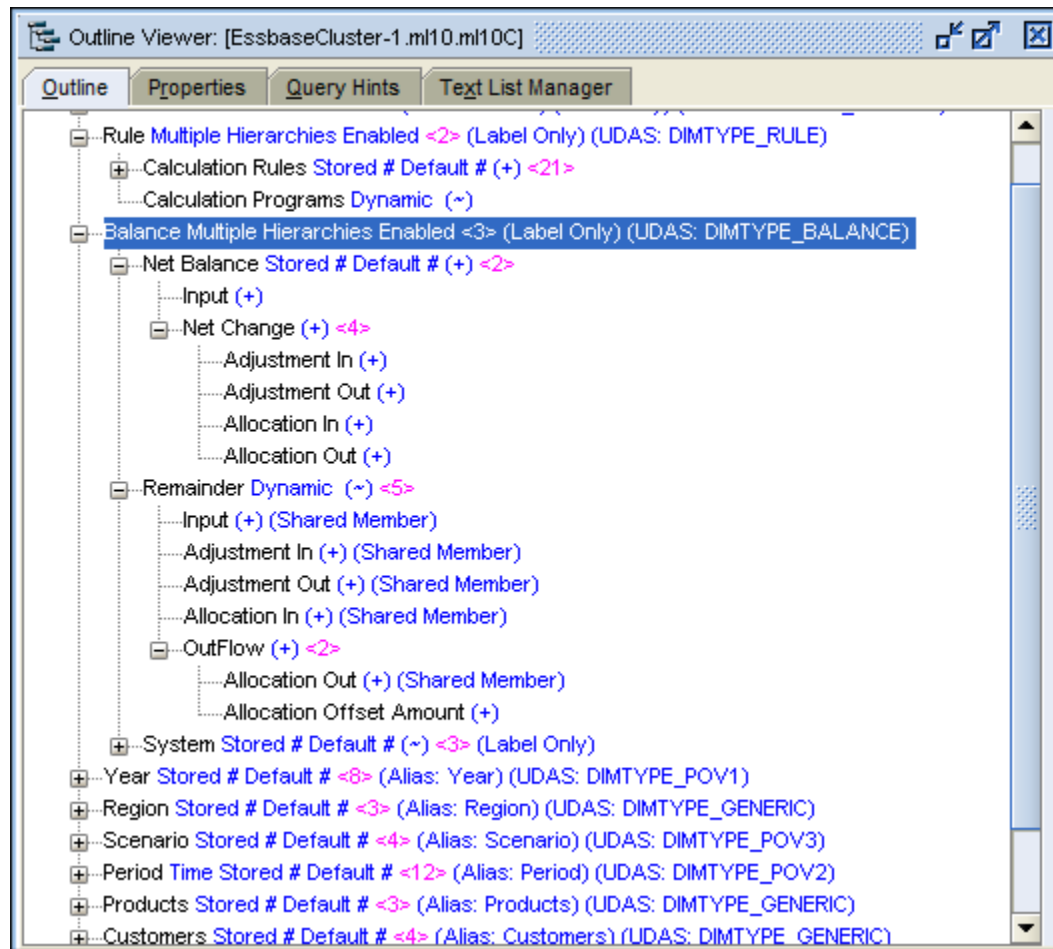 Outline Viewer: [EssbaseCluster-1.ml10.ml10C]
Outline Properties Query Hints Text List Manager
Rule Multiple Hierarchies Enabled <2> (Label Only) (UDAS: DIMTYPE_RULE)
Calculation Rules Stored # Default # (+) <21>
Calculation Programs Dynamic (~)
Balance Multiple Hierarchies Enabled <3> (Label Only) (UDAS: DIMTYPE_BALANCE)
Net Balance Stored # Default # (+) <2>
Input (+)
Net Change (+) <4>
Adjustment In (+)
Adjustment Out (+)
Allocation In (+)
Allocation Out (+)
Remainder Dynamic (~) <5>
Input (+) (Shared Member)
Adjustment In (+) (Shared Member)
Adjustment Out (+) (Shared Member)
Allocation In (+) (Shared Member)
OutFlow (+) <2>
Allocation Out (+) (Shared Member)
Allocation Offset Amount (+)
System Stored # Default # (~) <3> (Label Only)
Year Stored # Default # <8> (Alias: Year) (UDAS: DIMTYPE_POV1)
Region Stored # Default # <3> (Alias: Region) (UDAS: DIMTYPE_GENERIC)
Scenario Stored # Default # <4> (Alias: Scenario) (UDAS: DIMTYPE_POV3)
Period Time Stored # Default # <12> (Alias: Period) (UDAS: DIMTYPE_POV2)
Products Stored # Default # <3> (Alias: Products) (UDAS: DIMTYPE_GENERIC)
Customers Stored # Default # <4> (Alias: Customers) (UDAS: DIMTYPE_GENERIC)